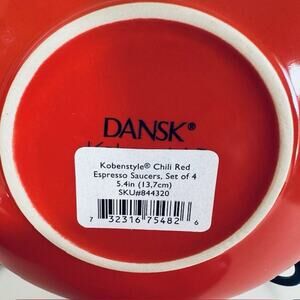 DANSK®
Kobenstyle® Chili Red
Espresso Saucers, Set of 4
5.4in (13,7cm)
SKU#844320
7 32316 75482 6